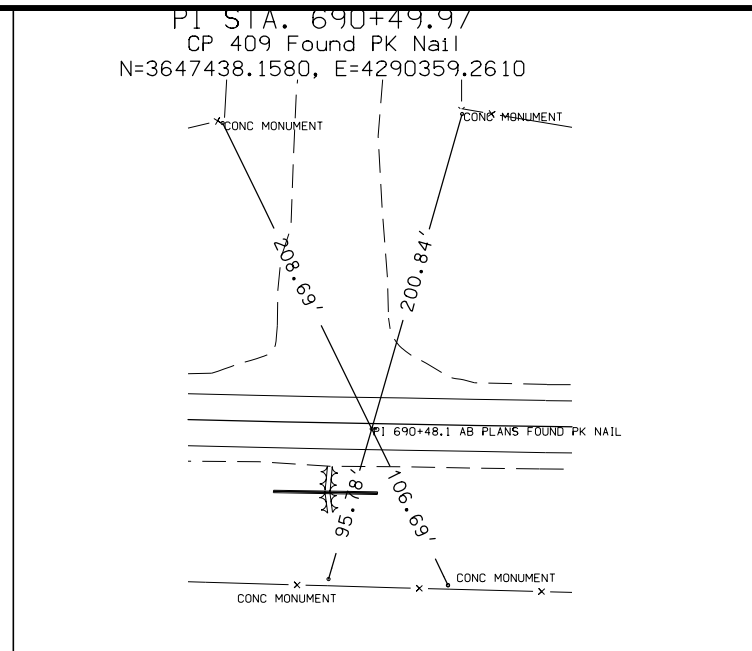 PI STA. 690+49.97
CP 409 Found PK Nail
N=3647438.1580, E=4290359.2610
CONC MONUMENT
CONC MONUMENT
208.69'
200.84'
PI 690+48.1 AB PLANS FOUND PK NAIL
95.78'
106.69'
CONC MONUMENT
CONC MONUMENT